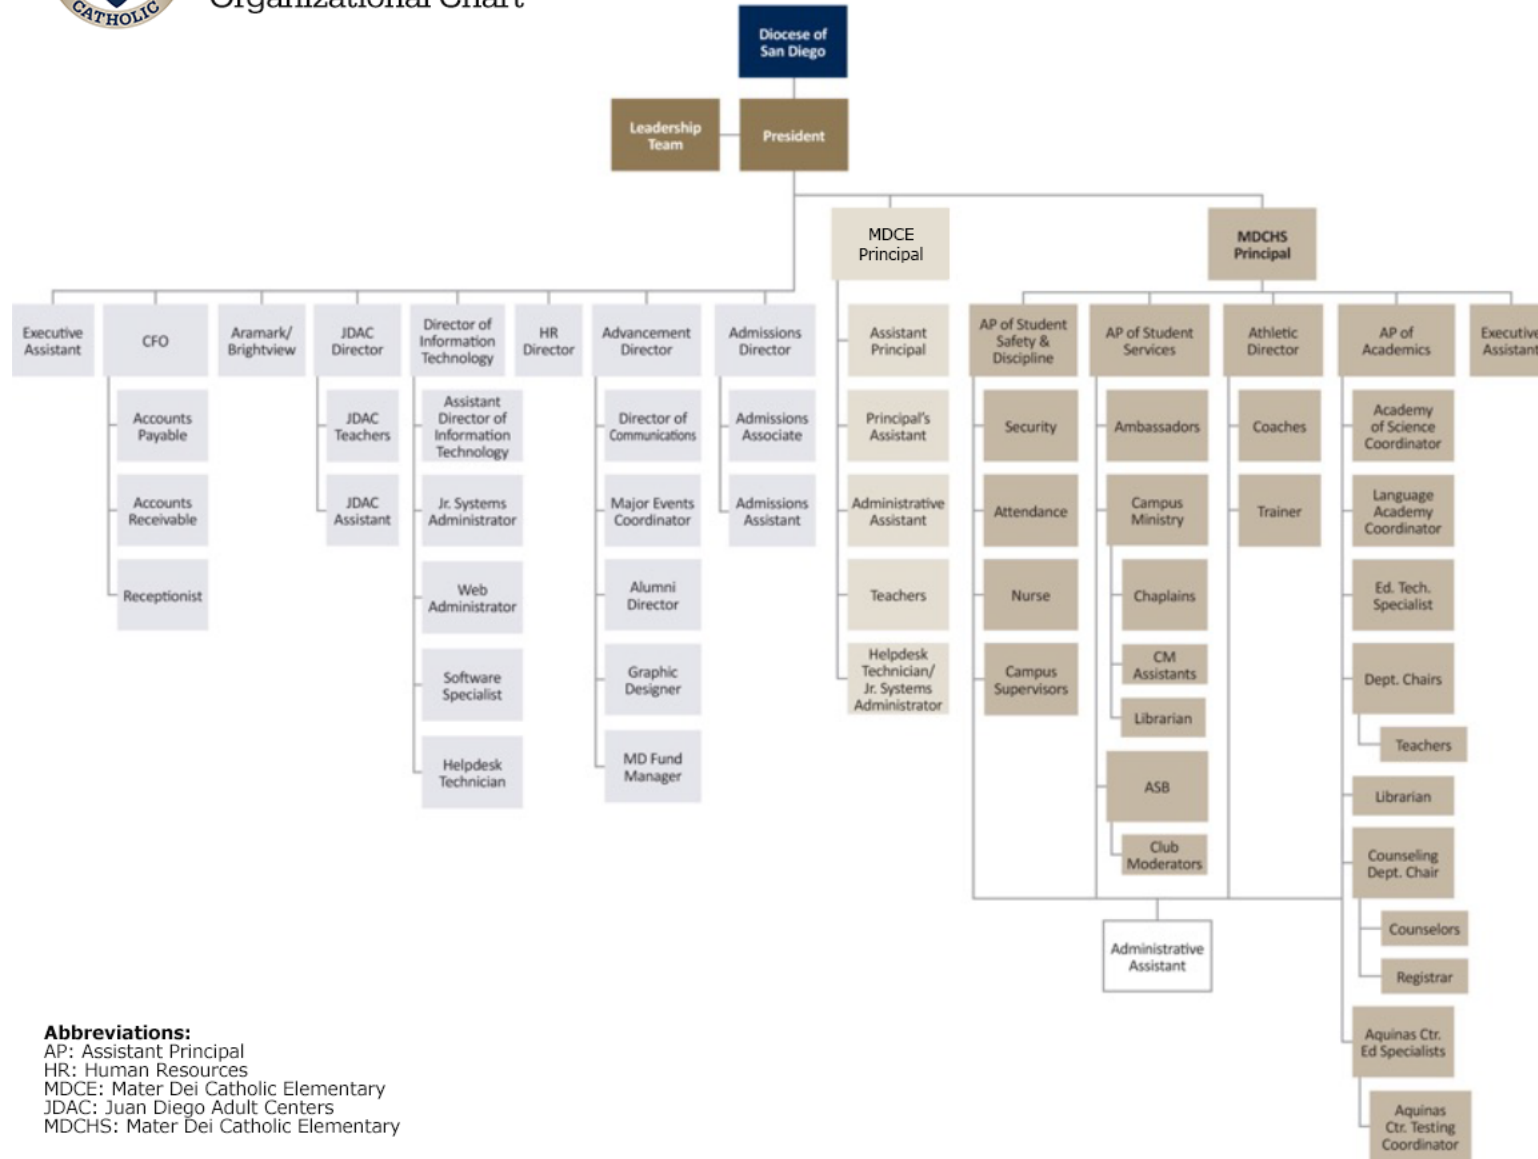 CATHOLIC
Organizational Chart
Diocese of
San Diego
Leadership
Team
President
MDCE
Principal
MDCHS
Principal
Executive
Assistant
CFO
Aramark/
Brightview
JDAC
Director
Director of
Information
Technology
HR
Director
Advancement
Director
Admissions
Director
Assistant
Principal
AP of Student
Safety &
Discipline
AP of Student
Services
Athletic
Director
AP of
Academics
Executive
Assistant
Accounts
Payable
JDAC
Teachers
Assistant
Director of
Information
Technology
Director of
Communications
Admissions
Associate
Principal's
Assistant
Security
Ambassadors
Coaches
Academy
of Science
Coordinator
Accounts
Receivable
JDAC
Assistant
Jr. Systems
Administrator
Major Events
Coordinator
Admissions
Assistant
Administrative
Assistant
Attendance
Campus
Ministry
Trainer
Language
Academy
Coordinator
Receptionist
Web
Administrator
Alumni
Director
Teachers
Nurse
Chaplains
Ed. Tech.
Specialist
Software
Specialist
Graphic
Designer
Helpdesk
Technician/
Jr. Systems
Administrator
Campus
Supervisors
CM
Assistants
Librarian
Dept. Chairs
Teachers
Helpdesk
Technician
MD Fund
Manager
ASB
Club
Moderators
Librarian
Counseling
Dept. Chair
Counselors
Registrar
Administrative
Assistant
Aquinas Ctr.
Ed Specialists
Aquinas
Ctr. Testing
Coordinator
Abbreviations:
AP: Assistant Principal
HR: Human Resources
MDCE: Mater Dei Catholic Elementary
JDAC: Juan Diego Adult Centers
MDCHS: Mater Dei Catholic Elementary